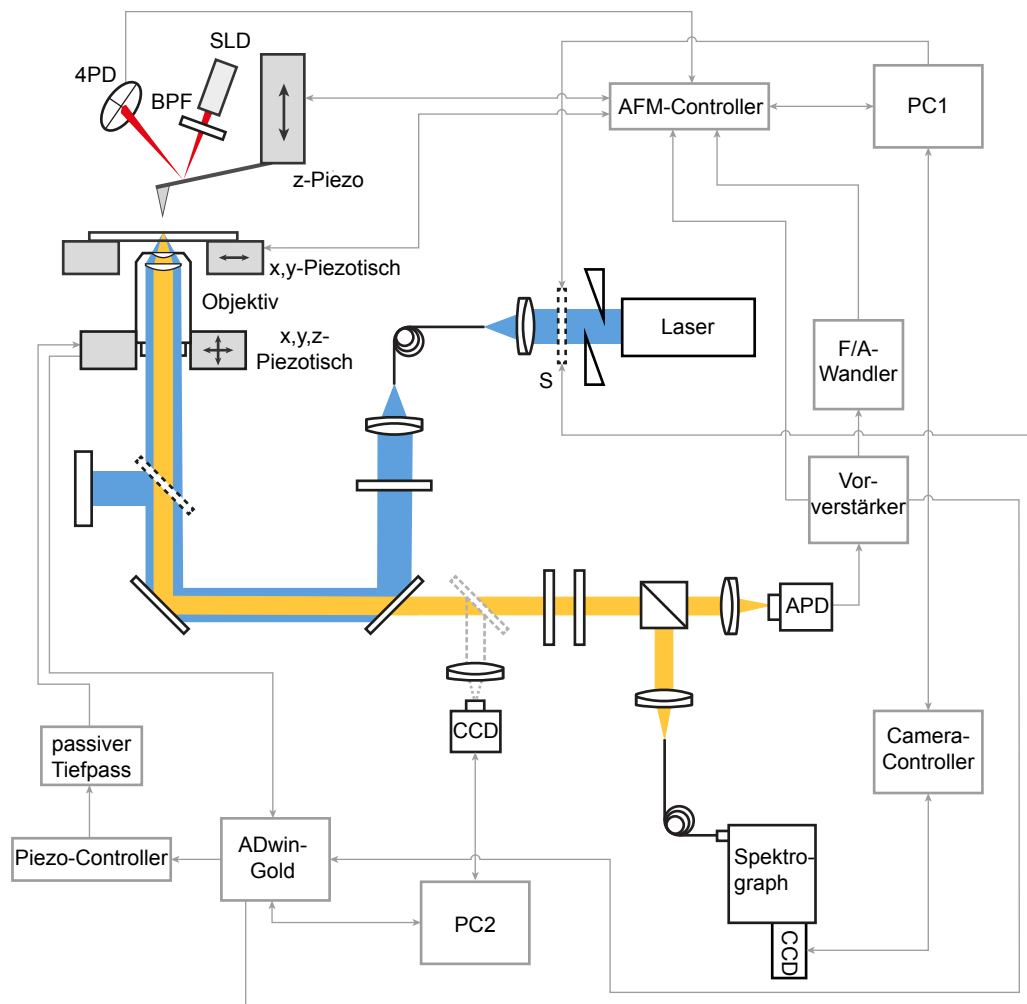 SLD
4PD
BPF
AFM-Controller
PC1
z-Piezo
x,y-Piezotisch
Objektiv
Laser
x,y,z-
Piezotisch
S
F/A-
Wandler
Vor-
verstärker
APD
CCD
passiver
Tiefpass
Camera-
Controller
Piezo-Controller
ADwin-
Gold
Spektro-
graph
PC2
CCD